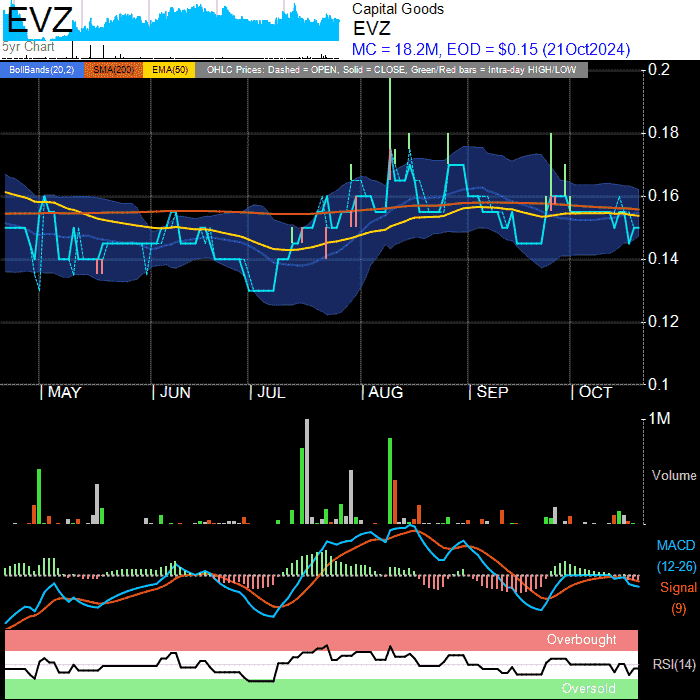 EVZ
5yr Chart
Capital Goods
EVZ
MC = 18.2M, EOD = $0.15 (21Oct2024)
BollBands(20,2) SMA(200) EMA(50) OHLC Prices: Dashed = OPEN, Solid = CLOSE, Green/Red bars = Intra-day HIGH/LOW
0.2
0.18
0.16
0.14
0.12
0.1
MAY JUN JUL AUG SEP OCT
1M
Volume
MACD
(12-26)
Signal
(9)
Overbought
RSI(14)
Oversold